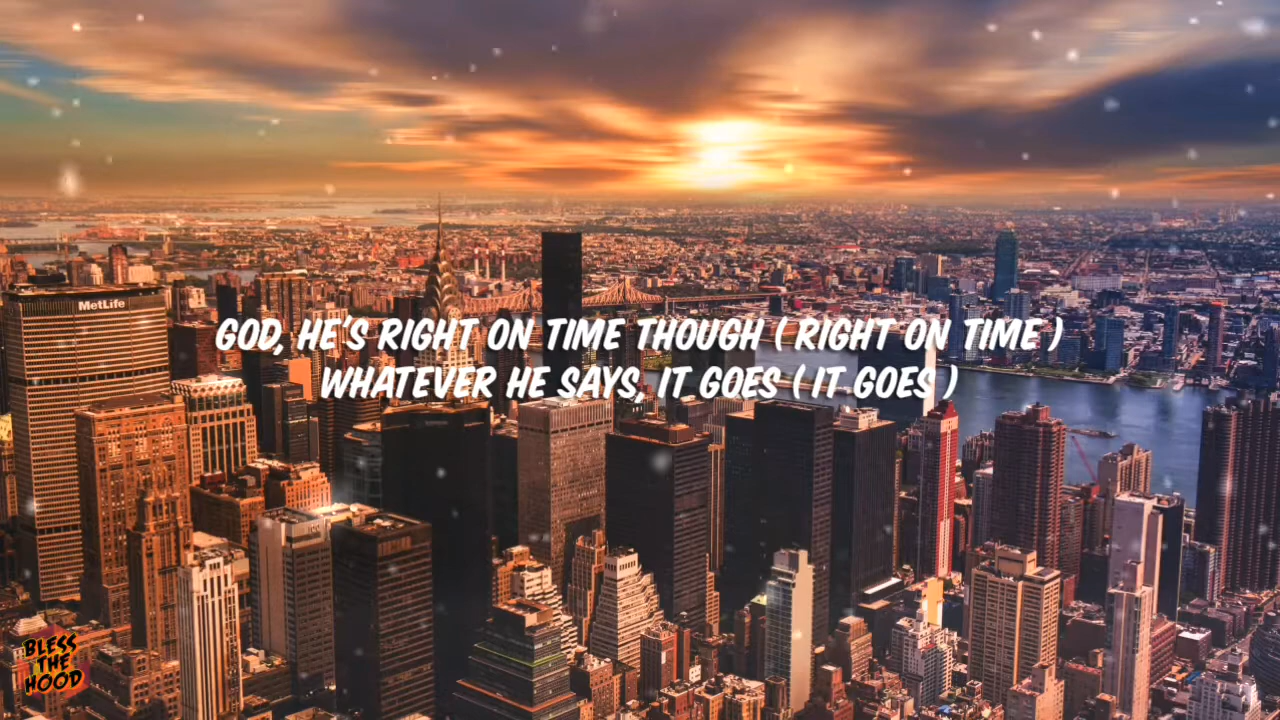 MetLife
GOD, HE'S RIGHT ON TIME THOUGH ( RIGHT ON TIME )
WHATEVER HE SAYS, IT GOES ( IT GOES )
BLESS
THE
HOOD